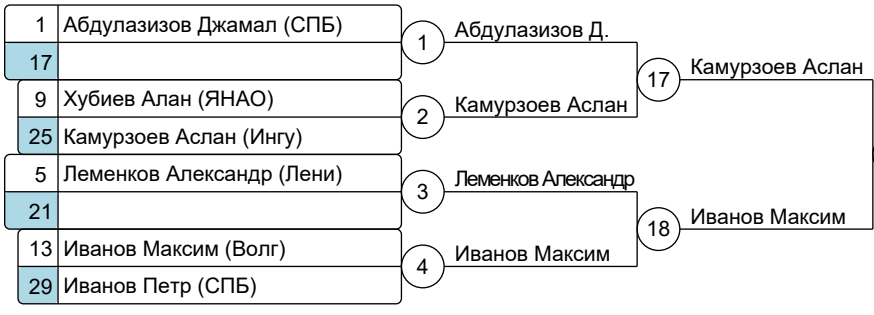 1 Абдулазизов Джамал (СПБ)
17
1
Абдулазизов Д.
9 Хубиев Алан (ЯНАО)
25 Камурзоев Аслан (Ингу)
2
Камурзоев Аслан
17
Камурзоев Аслан
5 Леменков Александр (Лени)
21
3
Леменков Александр
13 Иванов Максим (Волг)
29 Иванов Петр (СПБ)
4
Иванов Максим
18
Иванов Максим